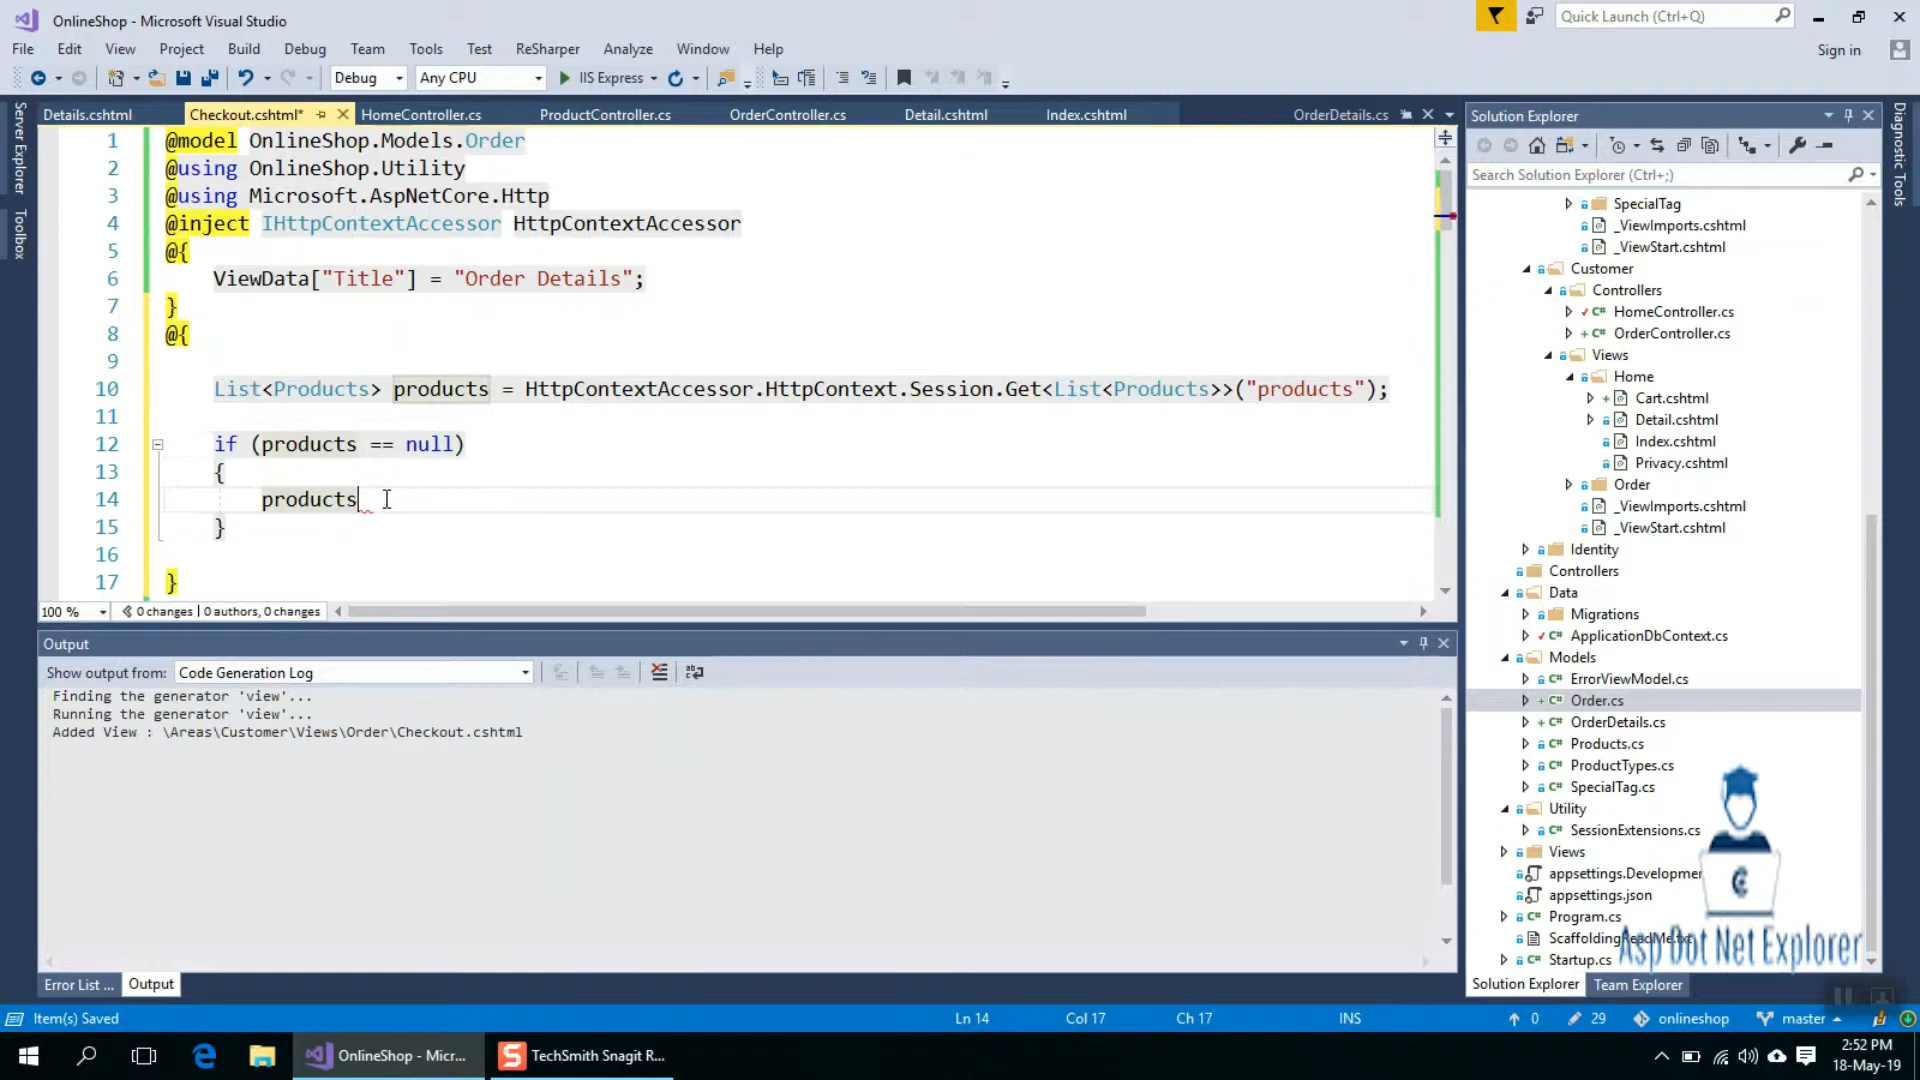 OnlineShop - Microsoft Visual Studio
Quick Launch (Ctrl+Q)
File Edit View Project Build Debug Team Tools Test ReSharper Analyze Window Help
Sign in
Debug Any CPU IIS Express
Server Explorer
Toolbox
Details.cshtml Checkout.cshtml* HomeController.cs ProductController.cs OrderController.cs Detail.cshtml Index.cshtml OrderDetails.cs
1 @model OnlineShop.Models.Order
2 @using OnlineShop.Utility
3 @using Microsoft.AspNetCore.Http
4 @inject IHttpContextAccessor HttpContextAccessor
5 @{
6 ViewData["Title"] = "Order Details";
7 }
8 @{
9
10 List<Products> products = HttpContextAccessor.HttpContext.Session.Get<List<Products>>("products");
11
12 if (products == null)
13 {
14 products
15 }
16
17 }
100 % 0 changes | 0 authors, 0 changes
Output
Show output from: Code Generation Log
Finding the generator 'view'...
Running the generator 'view'...
Added View : \Areas\Customer\Views\Order\Checkout.cshtml
Error List ... Output
Solution Explorer
Search Solution Explorer (Ctrl+;)
SpecialTag
_ViewImports.cshtml
_ViewStart.cshtml
Customer
Controllers
C# HomeController.cs
C# OrderController.cs
Views
Home
Cart.cshtml
Detail.cshtml
Index.cshtml
Privacy.cshtml
Order
_ViewImports.cshtml
_ViewStart.cshtml
Identity
Controllers
Data
Migrations
C# ApplicationDbContext.cs
Models
C# ErrorViewModel.cs
C# Order.cs
C# OrderDetails.cs
C# Products.cs
C# ProductTypes.cs
C# SpecialTag.cs
Utility
C# SessionExtensions.cs
Views
appsettings.Developmen
appsettings.json
C# Program.cs
ScaffoldingReadMe.txt
C# Startup.cs
Asp Dot Net Explorer
Solution Explorer Team Explorer
Diagnostic Tools
Item(s) Saved Ln 14 Col 17 Ch 17 INS 0 29 onlineshop master
OnlineShop - Micr... TechSmith Snagit R...
2:52 PM
18-May-19